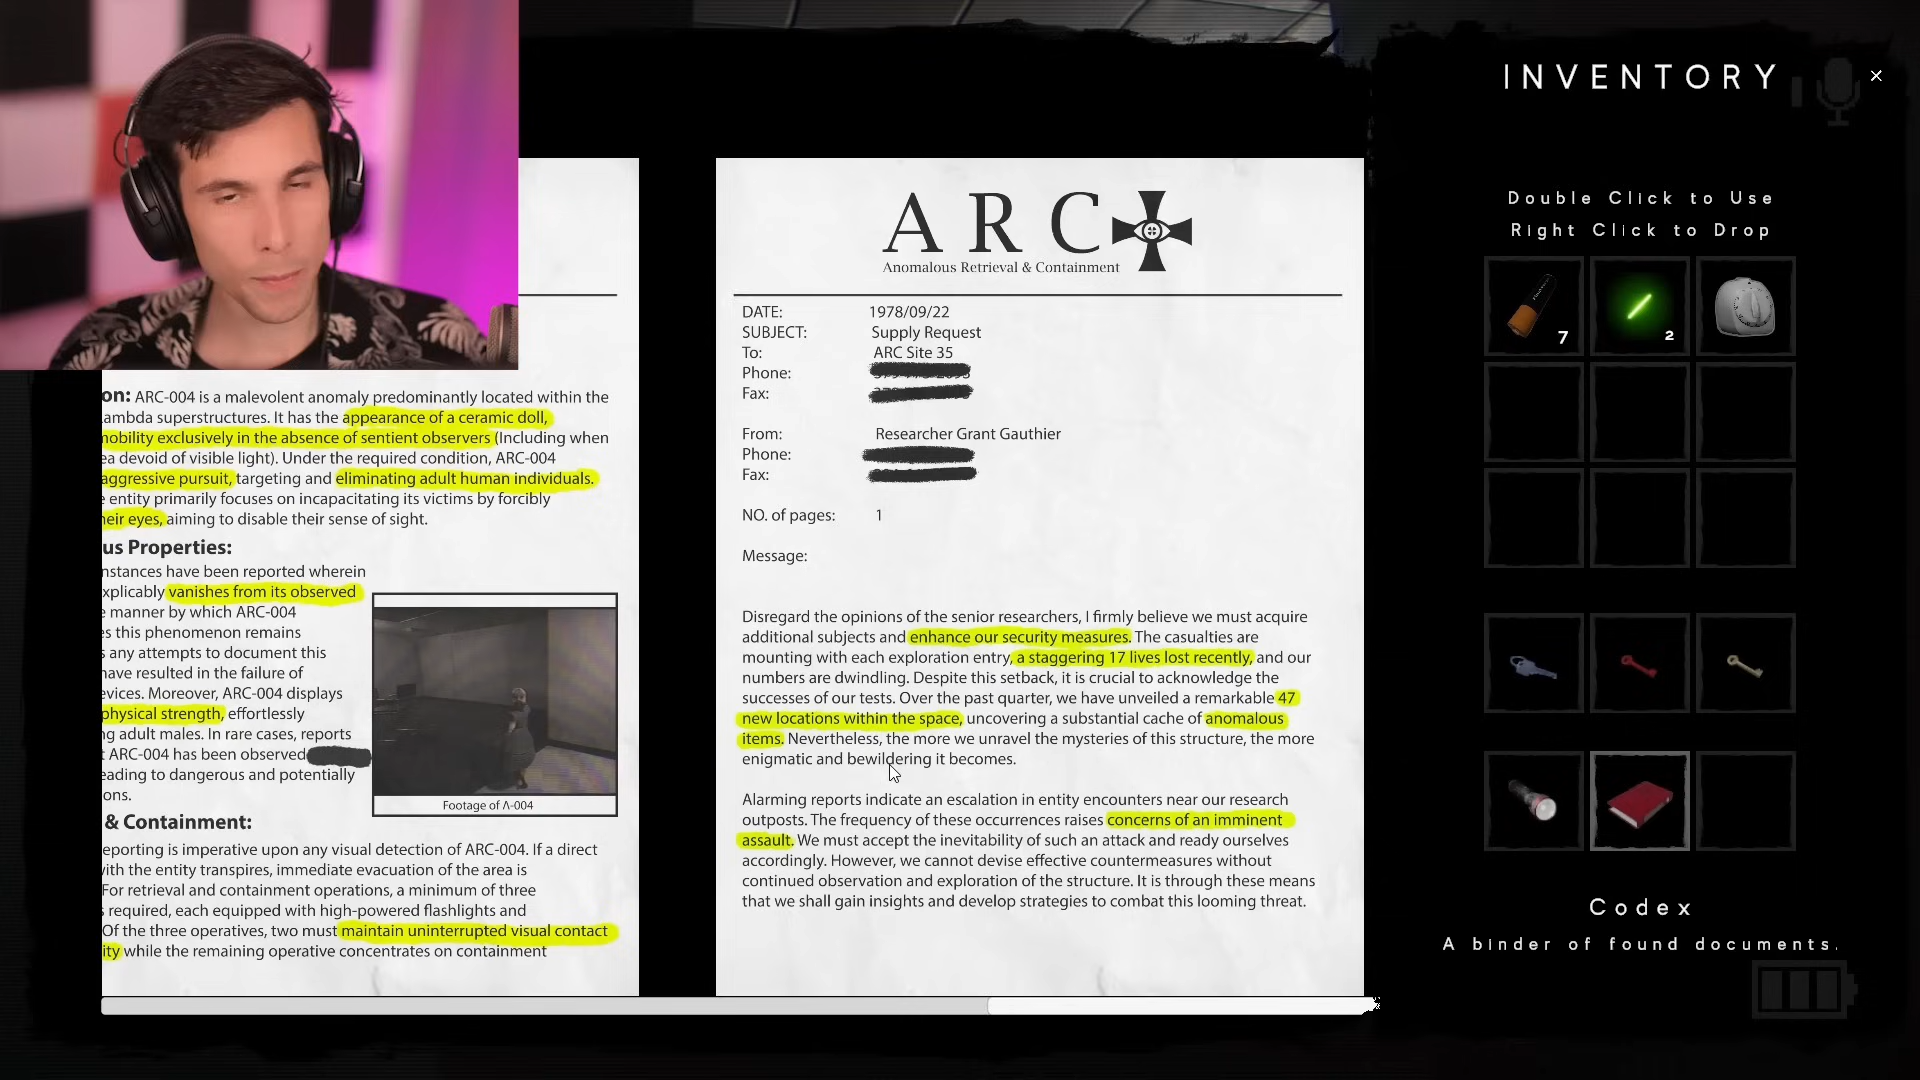 INVENTORY
Double Click to Use
Right Click to Drop
7
2
Codex
A binder of found documents.
on: ARC-004 is a malevolent anomaly predominantly located within the
ambda superstructures. It has the appearance of a ceramic doll,
mobility exclusively in the absence of sentient observers (Including when
ea devoid of visible light). Under the required condition, ARC-004
aggressive pursuit, targeting and eliminating adult human individuals.
e entity primarily focuses on incapacitating its victims by forcibly
heir eyes, aiming to disable their sense of sight.
us Properties:
nstances have been reported wherein
xplicably vanishes from its observed
e manner by which ARC-004
es this phenomenon remains
s any attempts to document this
have resulted in the failure of
evices. Moreover, ARC-004 displays
physical strength, effortlessly
ng adult males. In rare cases, reports
t ARC-004 has been observed
eading to dangerous and potentially
ons.
Footage of Λ-004
& Containment:
eporting is imperative upon any visual detection of ARC-004. If a direct
vith the entity transpires, immediate evacuation of the area is
For retrieval and containment operations, a minimum of three
s required, each equipped with high-powered flashlights and
Of the three operatives, two must maintain uninterrupted visual contact
ity while the remaining operative concentrates on containment
ARC
Anomalous Retrieval & Containment
DATE: 1978/09/22
SUBJECT: Supply Request
To: ARC Site 35
Phone:
Fax:
From: Researcher Grant Gauthier
Phone:
Fax:
NO. of pages: 1
Message:
Disregard the opinions of the senior researchers, I firmly believe we must acquire
additional subjects and enhance our security measures. The casualties are
mounting with each exploration entry, a staggering 17 lives lost recently, and our
numbers are dwindling. Despite this setback, it is crucial to acknowledge the
successes of our tests. Over the past quarter, we have unveiled a remarkable 47
new locations within the space, uncovering a substantial cache of anomalous
items. Nevertheless, the more we unravel the mysteries of this structure, the more
enigmatic and bewildering it becomes.
Alarming reports indicate an escalation in entity encounters near our research
outposts. The frequency of these occurrences raises concerns of an imminent
assault. We must accept the inevitability of such an attack and ready ourselves
accordingly. However, we cannot devise effective countermeasures without
continued observation and exploration of the structure. It is through these means
that we shall gain insights and develop strategies to combat this looming threat.